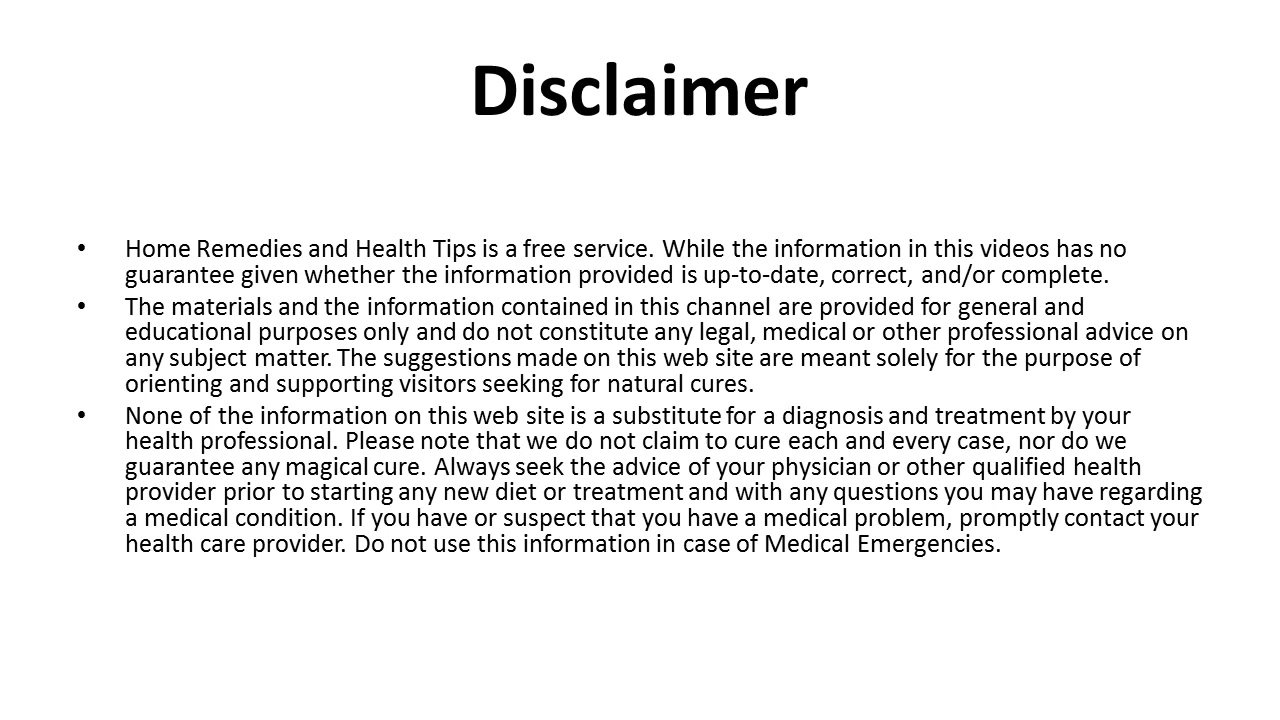 Disclaimer
• Home Remedies and Health Tips is a free service. While the information in this videos has no
guarantee given whether the information provided is up-to-date, correct, and/or complete.
• The materials and the information contained in this channel are provided for general and
educational purposes only and do not constitute any legal, medical or other professional advice on
any subject matter. The suggestions made on this web site are meant solely for the purpose of
orienting and supporting visitors seeking for natural cures.
• None of the information on this web site is a substitute for a diagnosis and treatment by your
health professional. Please note that we do not claim to cure each and every case, nor do we
guarantee any magical cure. Always seek the advice of your physician or other qualified health
provider prior to starting any new diet or treatment and with any questions you may have regarding
a medical condition. If you have or suspect that you have a medical problem, promptly contact your
health care provider. Do not use this information in case of Medical Emergencies.